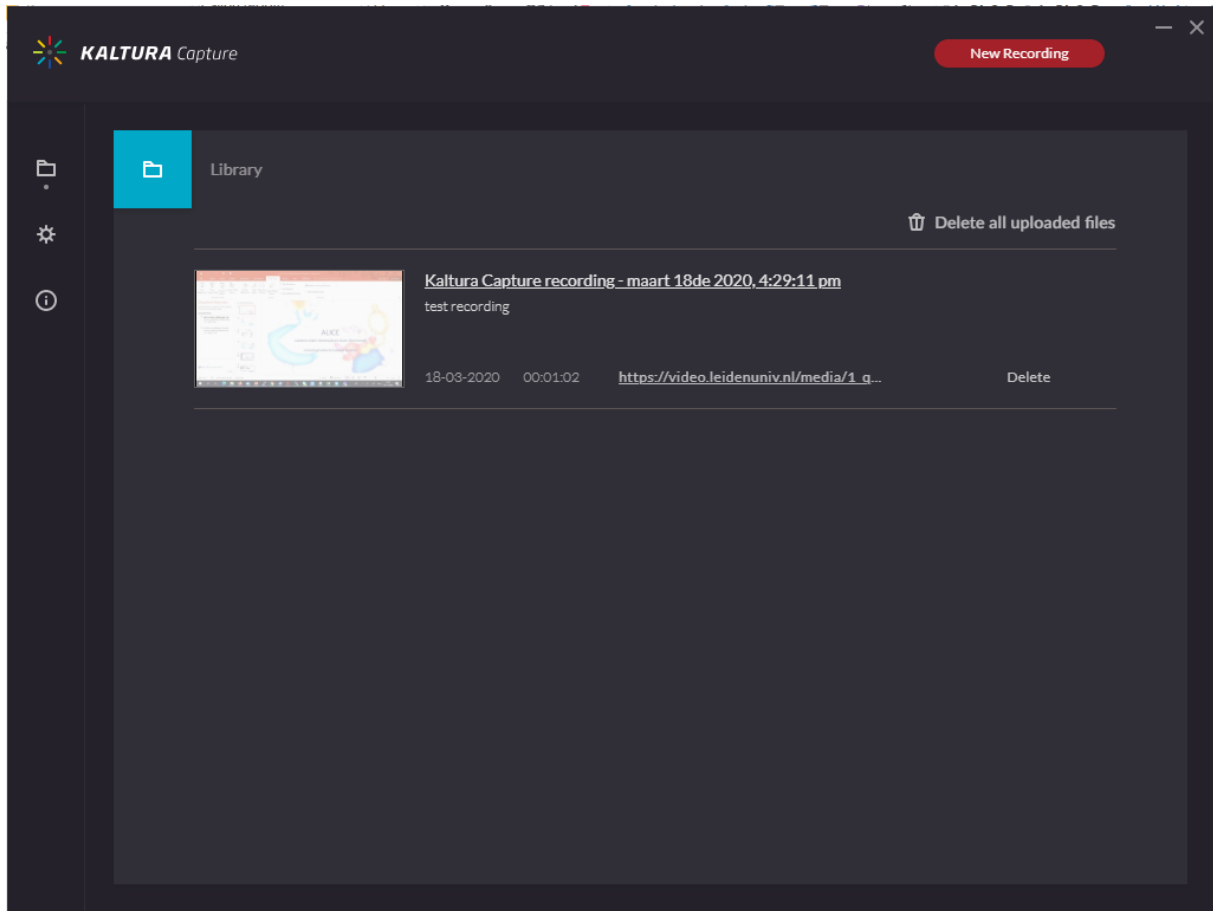 KALTURA Capture
New Recording
Library
Delete all uploaded files
Kaltura Capture recording - maart 18de 2020, 4:29:11 pm
test recording
ALICE
18-03-2020 00:01:02 https://video.leidenuniv.nl/media/1_q... Delete